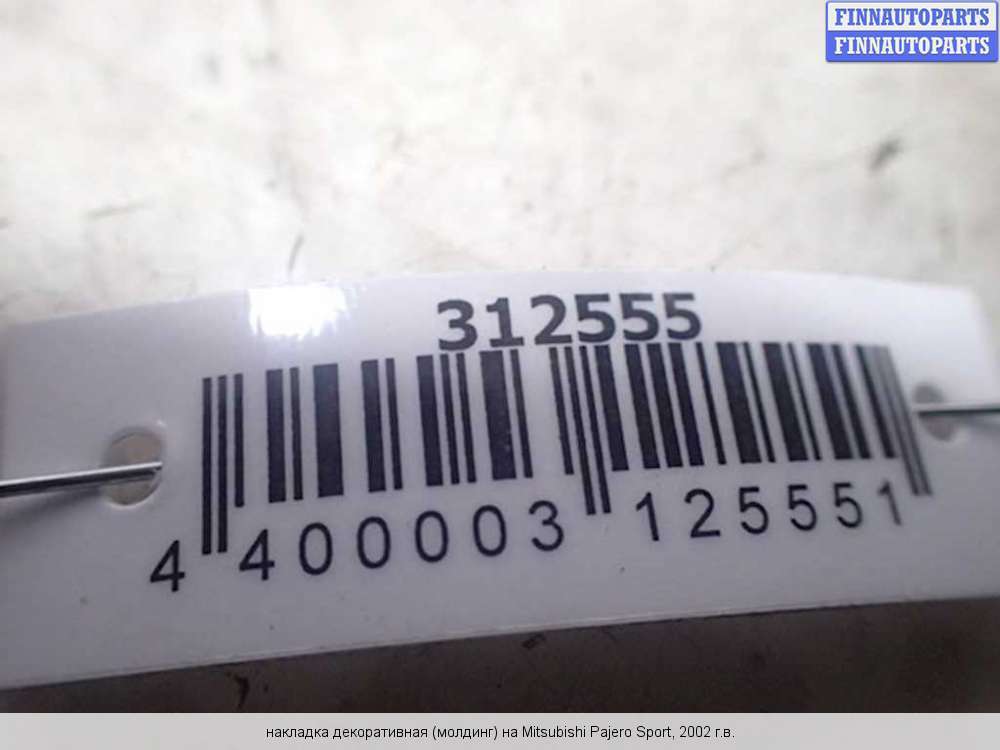 FINNAUTOPARTS
FINNAUTOPARTS
312555
4 400003 125551
накладка декоративная (молдинг) на Mitsubishi Pajero Sport, 2002 г.в.